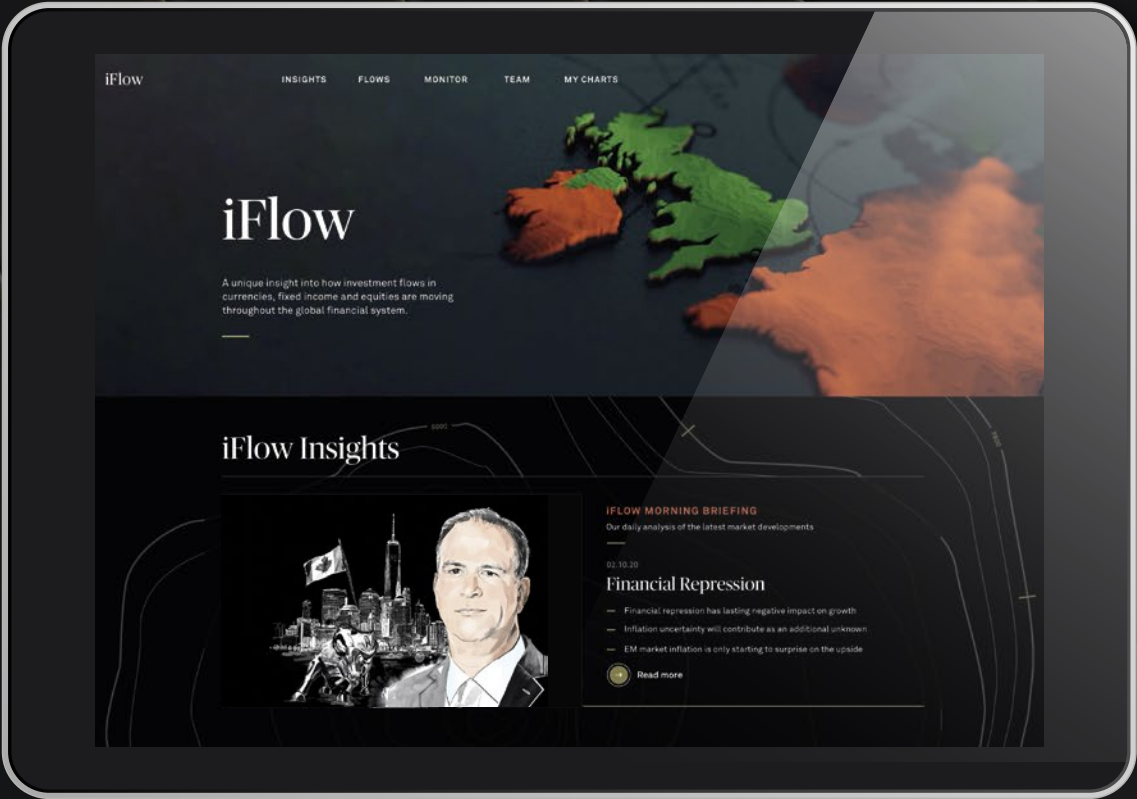 iFlow
INSIGHTS FLOWS MONITOR TEAM MY CHARTS
iFlow
A unique insight into how investment flows in
currencies, fixed income and equities are moving
throughout the global financial system.
iFlow Insights
iFLOW MORNING BRIEFING
Our daily analysis of the latest market developments
02.10.20
Financial Repression
Financial repression has lasting negative impact on growth
Inflation uncertainty will contribute as an additional unknown
EM market inflation is only starting to surprise on the upside
Read more